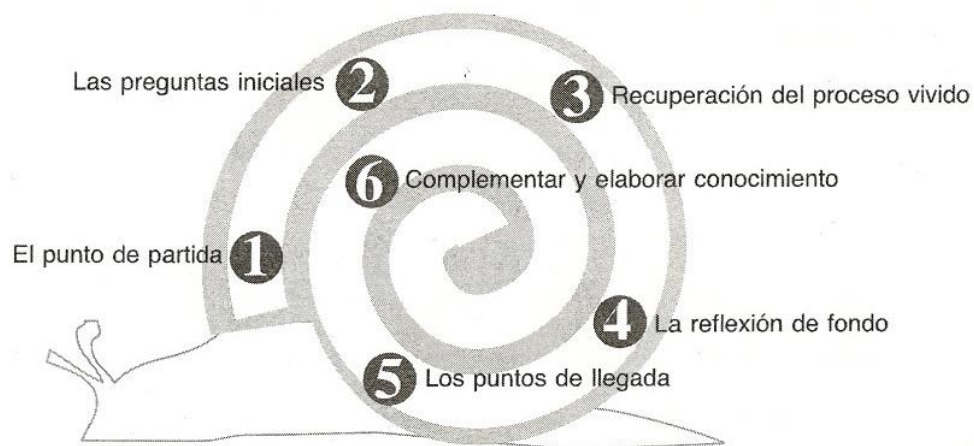 1 El punto de partida
2 Las preguntas iniciales
3 Recuperación del proceso vivido
4 La reflexión de fondo
5 Los puntos de llegada
6 Complementar y elaborar conocimiento